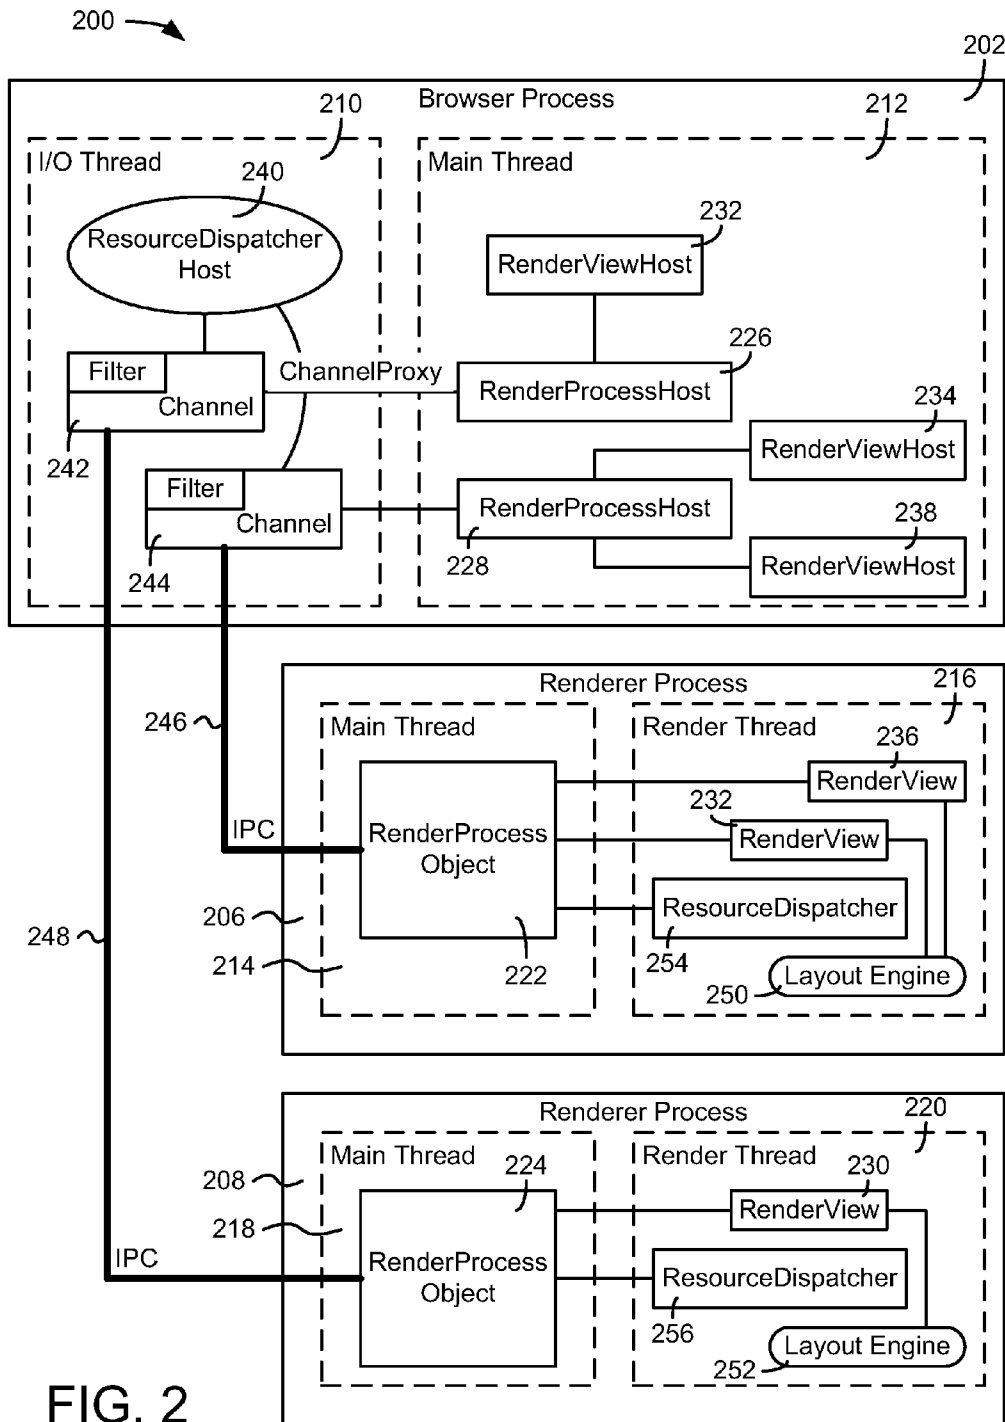 200
202
Browser Process
210
212
I/O Thread
Main Thread
240
ResourceDispatcher
Host
232
RenderViewHost
Filter
Channel
242
ChannelProxy
226
RenderProcessHost
234
RenderViewHost
Filter
Channel
244
RenderProcessHost
228
238
RenderViewHost
Renderer Process
216
246
Main Thread
Render Thread
236
RenderView
232
RenderView
IPC
RenderProcess
Object
206
ResourceDispatcher
248
214
222
254
250
Layout Engine
Renderer Process
220
Main Thread
Render Thread
208
224
230
RenderView
218
IPC
RenderProcess
Object
ResourceDispatcher
256
252
Layout Engine
FIG. 2